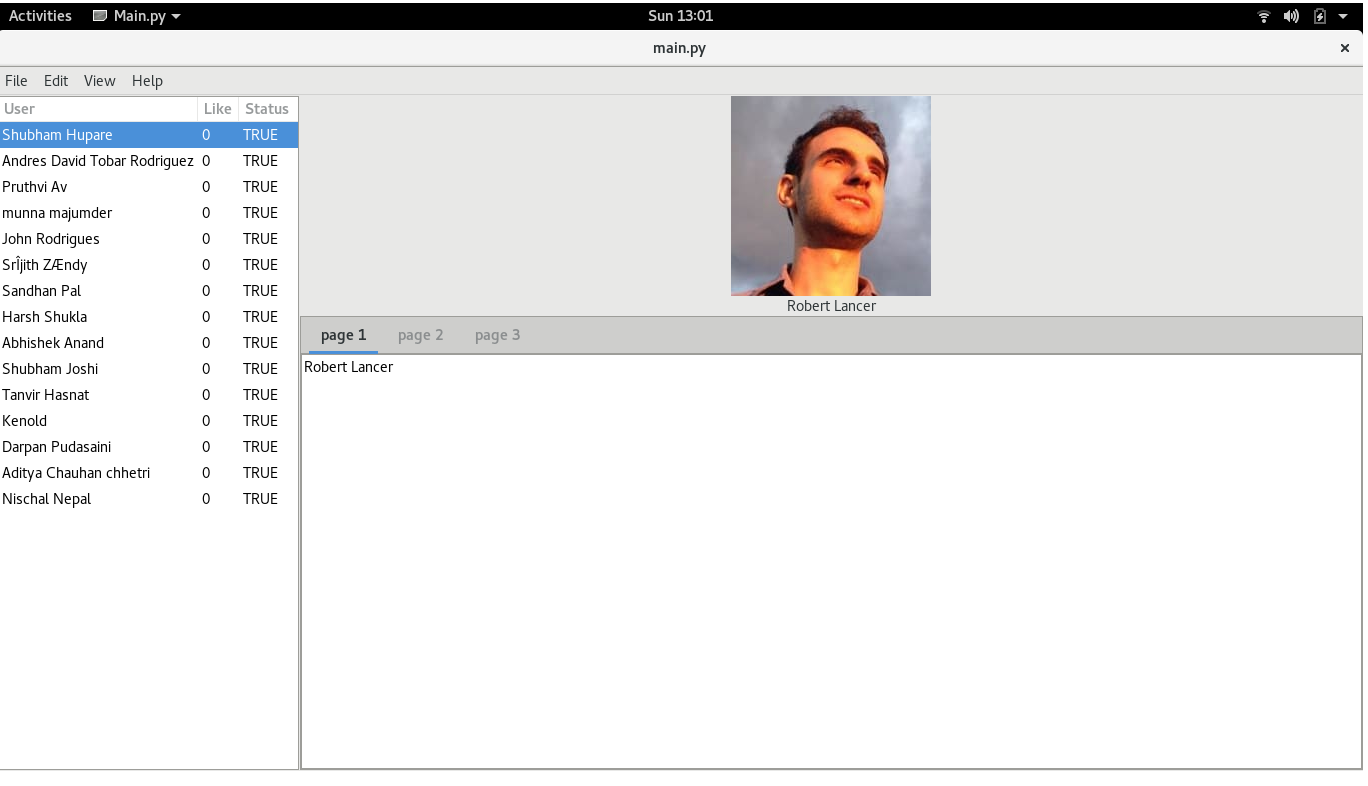 Activities Main.py Sun 13:01
main.py
File Edit View Help
User Like Status
Shubham Hupare 0 TRUE
Andres David Tobar Rodriguez 0 TRUE
Pruthvi Av 0 TRUE
munna majumder 0 TRUE
John Rodrigues 0 TRUE
SrÎjith ZÆndy 0 TRUE
Sandhan Pal 0 TRUE
Harsh Shukla 0 TRUE
Abhishek Anand 0 TRUE
Shubham Joshi 0 TRUE
Tanvir Hasnat 0 TRUE
Kenold 0 TRUE
Darpan Pudasaini 0 TRUE
Aditya Chauhan chhetri 0 TRUE
Nischal Nepal 0 TRUE
Robert Lancer
page 1 page 2 page 3
Robert Lancer